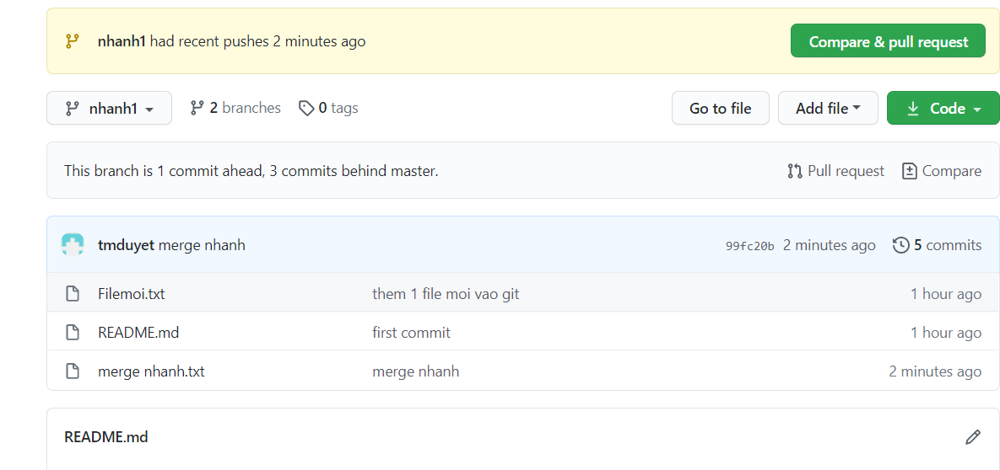 nhanh1 had recent pushes 2 minutes ago
Compare & pull request
nhanh1
2 branches
0 tags
Go to file
Add file
Code
This branch is 1 commit ahead, 3 commits behind master.
Pull request
Compare
tmduyet merge nhanh
99fc20b 2 minutes ago
5 commits
Filemoi.txt
them 1 file moi vao git
1 hour ago
README.md
first commit
1 hour ago
merge nhanh.txt
merge nhanh
2 minutes ago
README.md